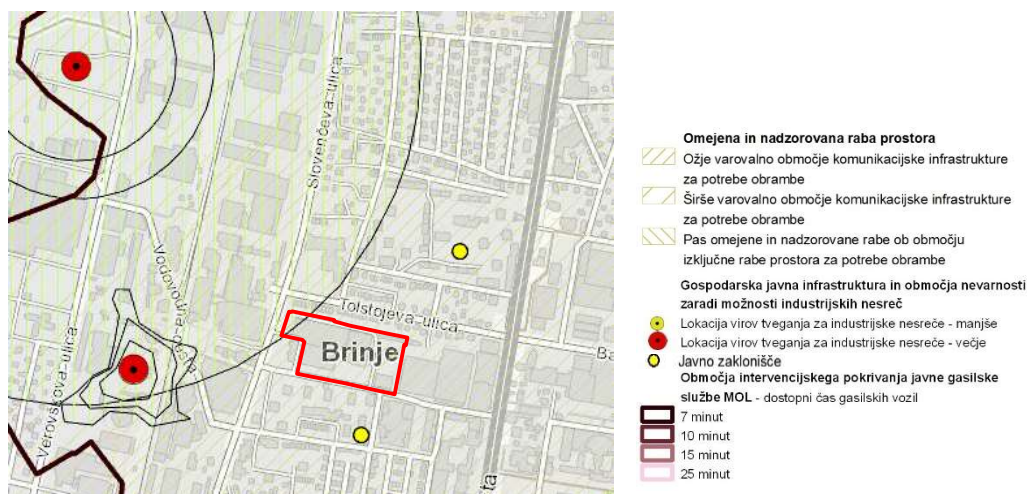 Slovenčeva ulica
Vodovodna cesta
Verovškova ulica
Tolstojeva ulica
Brinje
Ba
ta
Omejena in nadzorovana raba prostora
Ožje varovalno območje komunikacijske infrastrukture
za potrebe obrambe
Širše varovalno območje komunikacijske infrastrukture
za potrebe obrambe
Pas omejene in nadzorovane rabe ob območju
izključne rabe prostora za potrebe obrambe
Gospodarska javna infrastruktura in območja nevarnosti
zaradi možnosti industrijskih nesreč
Lokacija virov tveganja za industrijske nesreče - manjše
Lokacija virov tveganja za industrijske nesreče - večje
Javno zaklonišče
Območja intervencijskega pokrivanja javne gasilske
službe MOL - dostopni čas gasilskih vozil
7 minut
10 minut
15 minut
25 minut